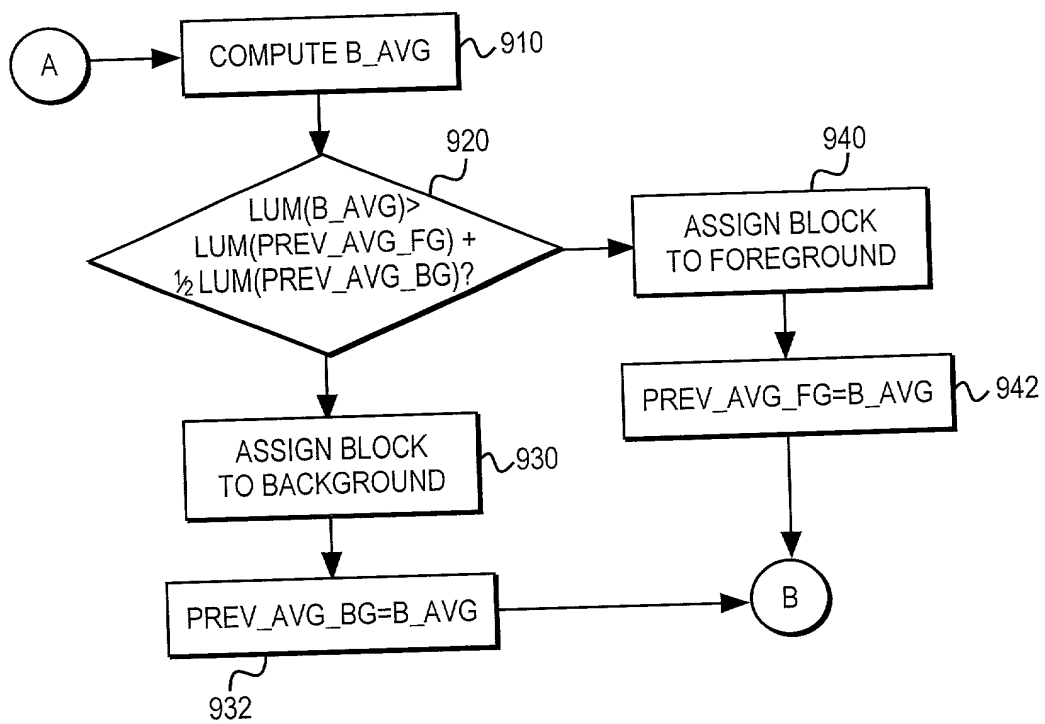 A
COMPUTE B_AVG
910
920
LUM(B_AVG)>
LUM(PREV_AVG_FG) +
½ LUM(PREV_AVG_BG)?
940
ASSIGN BLOCK
TO FOREGROUND
PREV_AVG_FG=B_AVG
942
ASSIGN BLOCK
TO BACKGROUND
930
PREV_AVG_BG=B_AVG
B
932